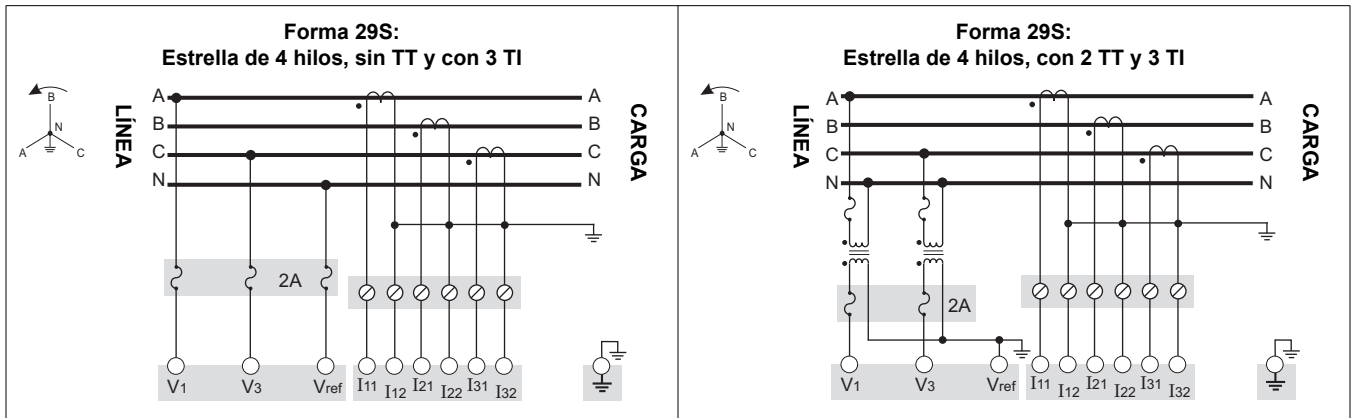 Forma 29S:
Estrella de 4 hilos, sin TT y con 3 TI
B
N
A
C
LÍNEA
A
A
B
B
C
C
N
N
CARGA
2A
V1
V3
Vref
I11
I12
I21
I22
I31
I32
Forma 29S:
Estrella de 4 hilos, con 2 TT y 3 TI
B
N
A
C
LÍNEA
A
A
B
B
C
C
N
N
CARGA
2A
V1
V3
Vref
I11
I12
I21
I22
I31
I32